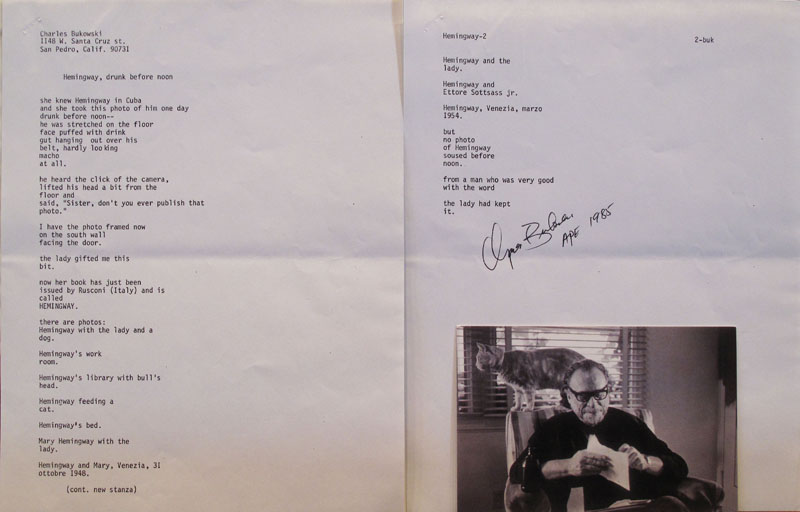 Charles Bukowski
1148 W. Santa Cruz st.
San Pedro, Calif. 90731
Hemingway, drunk before noon
she knew Hemingway in Cuba
and she took this photo of him one day
drunk before noon--
he was stretched on the floor
face puffed with drink
gut hanging out over his
belt, hardly looking
macho
at all.
he heard the click of the camera,
lifted his head a bit from the
floor and
said, "Sister, don't you ever publish that
photo."
I have the photo framed now
on the south wall
facing the door.
the lady gifted me this
bit.
now her book has just been
issued by Rusconi (Italy) and is
called
HEMINGWAY.
there are photos:
Hemingway with the lady and a
dog.
Hemingway's work
room.
Hemingway's library with bull's
head.
Hemingway feeding a
cat.
Hemingway's bed.
Mary Hemingway with the
lady.
Hemingway and Mary, Venezia, 31
ottobre 1948.
(cont. new stanza)
Hemingway-2
2-buk
Hemingway and the
lady.
Hemingway and
Ettore Sottsass jr.
Hemingway, Venezia, marzo
1954.
but
no photo
of Hemingway
soused before
noon.
from a man who was very good
with the word
the lady had kept
it.
1985